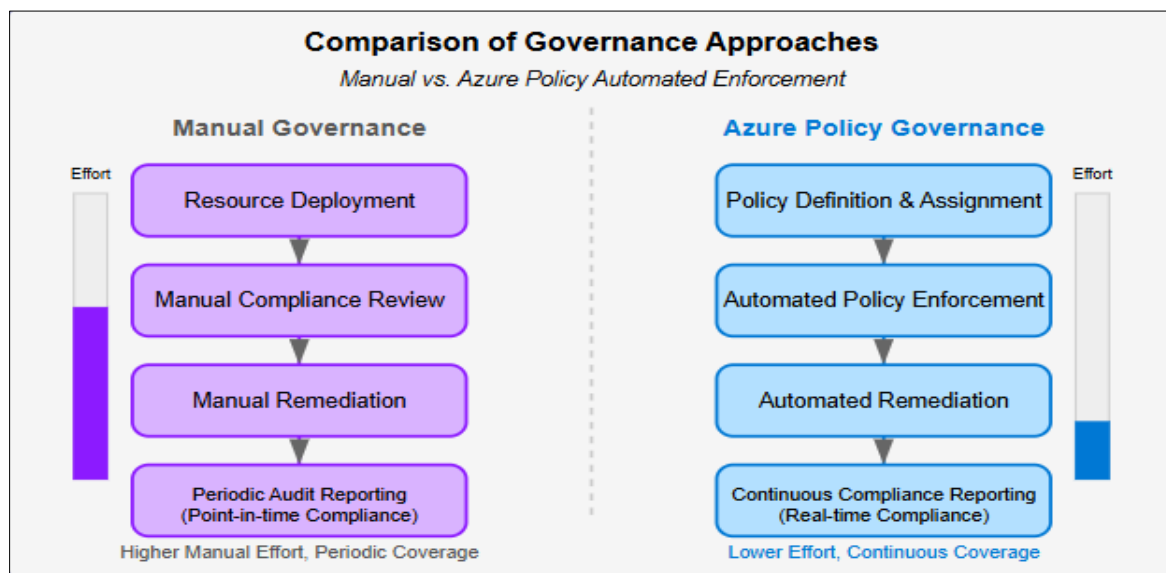 Comparison of Governance Approaches
Manual vs. Azure Policy Automated Enforcement
Manual Governance
Effort
Resource Deployment
Manual Compliance Review
Manual Remediation
Periodic Audit Reporting
(Point-in-time Compliance)
Higher Manual Effort, Periodic Coverage
Azure Policy Governance
Effort
Policy Definition & Assignment
Automated Policy Enforcement
Automated Remediation
Continuous Compliance Reporting
(Real-time Compliance)
Lower Effort, Continuous Coverage